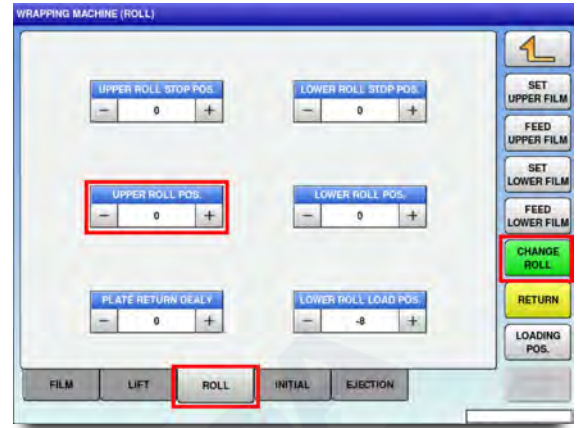 WRAPPING MACHINE (ROLL)
UPPER ROLL STOP POS.
- 0 +
LOWER ROLL STOP POS.
- 0 +
UPPER ROLL POS.
- 0 +
LOWER ROLL POS.
- 0 +
PLATE RETURN DEALY
- 0 +
LOWER ROLL LOAD POS.
- -8 +
SET
UPPER FILM
FEED
UPPER FILM
SET
LOWER FILM
FEED
LOWER FILM
CHANGE
ROLL
RETURN
LOADING
POS.
FILM
LIFT
ROLL
INITIAL
EJECTION